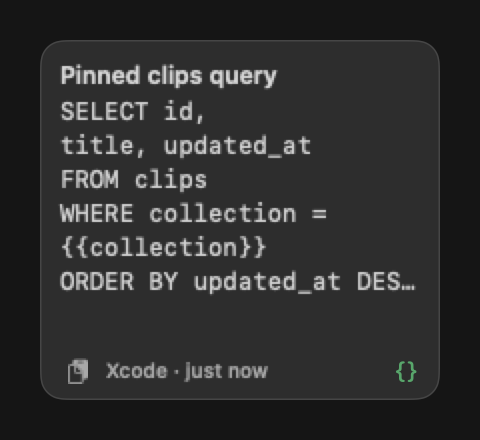 Pinned clips query
SELECT id,
title, updated_at
FROM clips
WHERE collection =
{{collection}}
ORDER BY updated_at DES…
Xcode · just now
{}